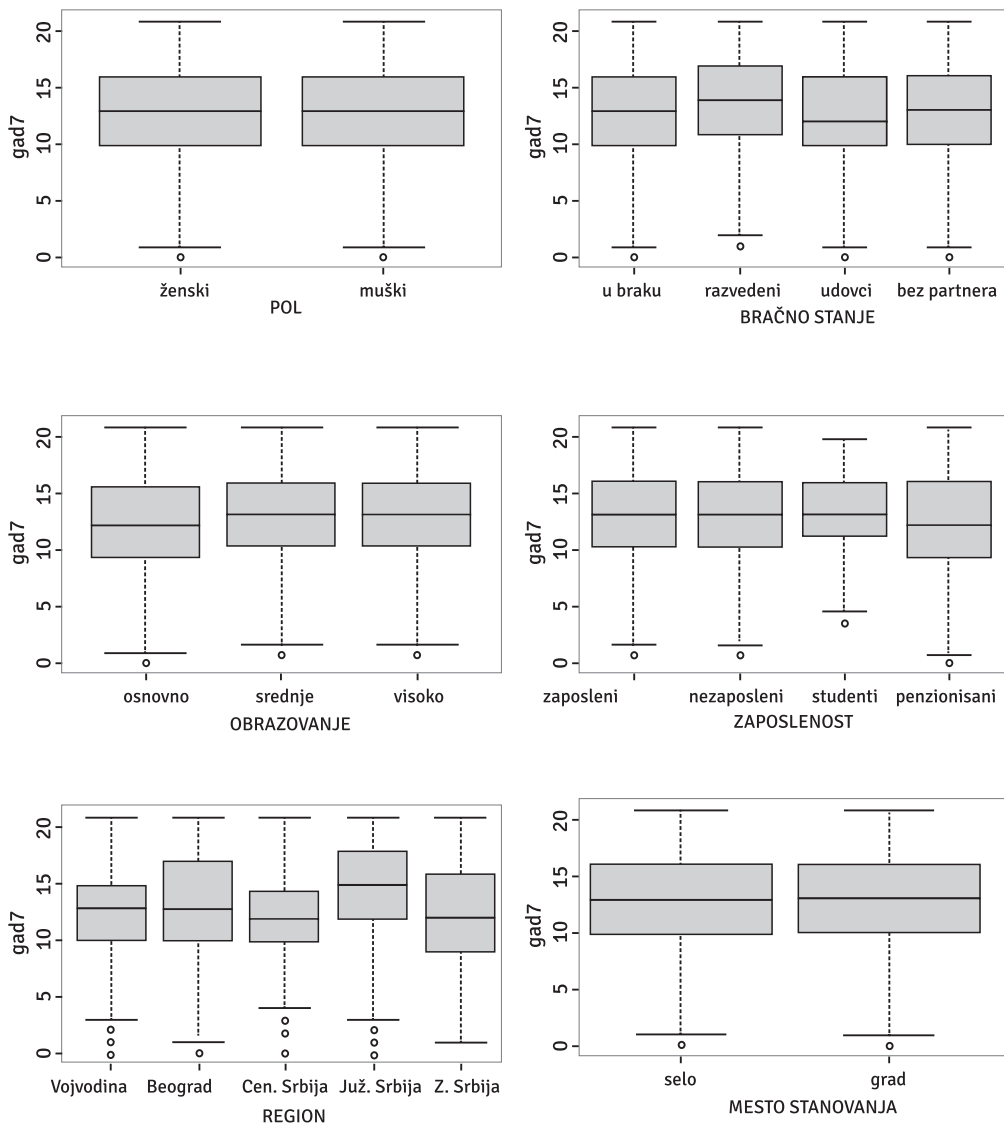 gad7
20
15
10
5
0
ženski muški
POL
gad7
20
15
10
5
0
u braku razvedeni udovci bez partnera
BRAČNO STANJE
gad7
20
15
10
5
0
osnovno srednje visoko
OBRAZOVANJE
gad7
20
15
10
5
0
zaposleni nezaposleni studenti penzionisani
ZAPOSLENOST
gad7
20
15
10
5
0
Vojvodina Beograd Cen. Srbija Juž. Srbija Z. Srbija
REGION
gad7
20
15
10
5
0
selo grad
MESTO STANOVANJA